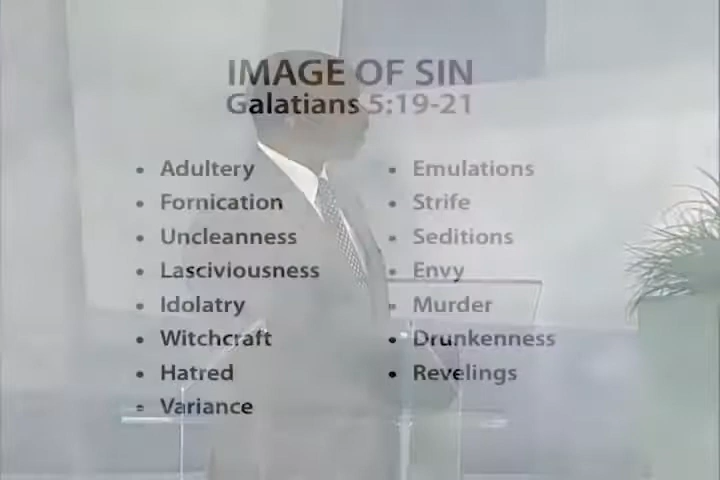 IMAGE OF SIN
Galatians 5:19-21
• Adultery
• Fornication
• Uncleanness
• Lasciviousness
• Idolatry
• Witchcraft
• Hatred
• Variance
• Emulations
• Strife
• Seditions
• Envy
• Murder
• Drunkenness
• Revelings